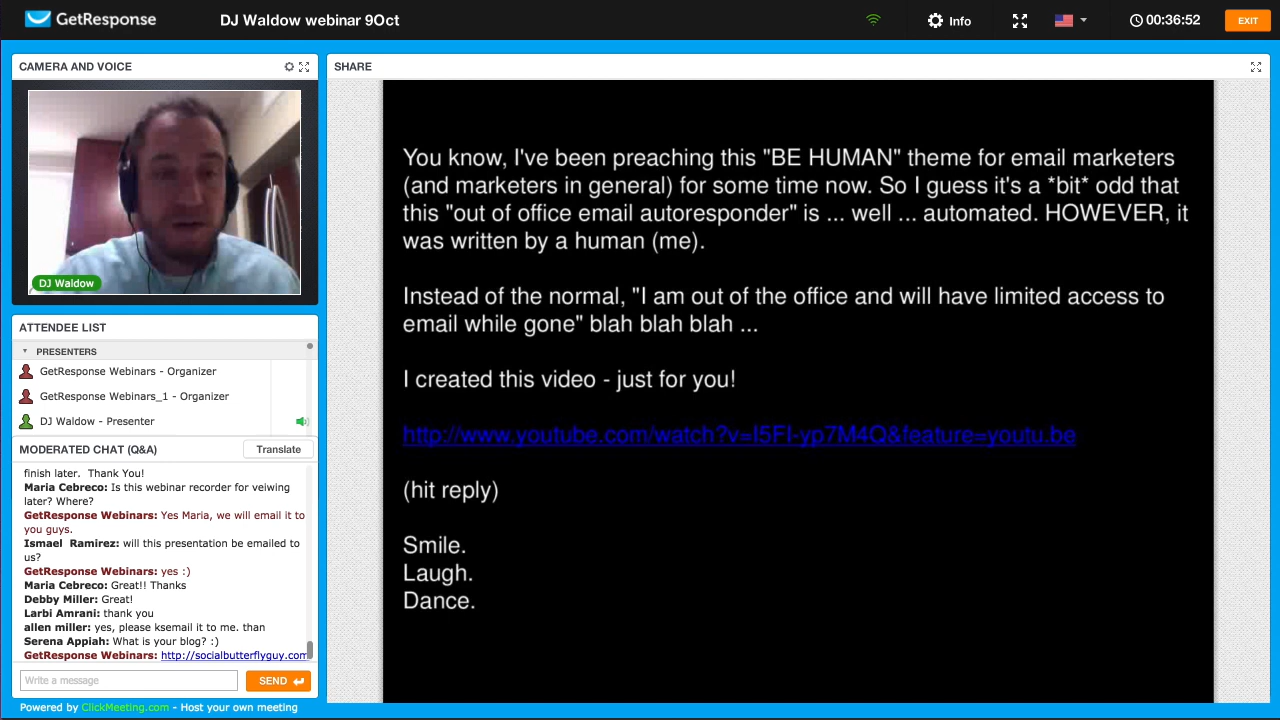 GetResponse
DJ Waldow webinar 9Oct
Info
00:36:52
EXIT
CAMERA AND VOICE
DJ Waldow
ATTENDEE LIST
PRESENTERS
GetResponse Webinars - Organizer
GetResponse Webinars_1 - Organizer
DJ Waldow - Presenter
MODERATED CHAT (Q&A)
Translate
finish later. Thank You!
Maria Cebreco: Is this webinar recorder for veiwing
later? Where?
GetResponse Webinars: Yes Maria, we will email it to
you guys.
Ismael Ramirez: will this presentation be emailed to
us?
GetResponse Webinars: yes :)
Maria Cebreco: Great!! Thanks
Debby Miller: Great!
Larbi Amrani: thank you
allen miller: yes, please ksemail it to me. than
Serena Appiah: What is your blog? :)
GetResponse Webinars: http://socialbutterflyguy.com
Write a message
SEND
Powered by ClickMeeting.com - Host your own meeting
SHARE
You know, I've been preaching this "BE HUMAN" theme for email marketers
(and marketers in general) for some time now. So I guess it's a *bit* odd that
this "out of office email autoresponder" is ... well ... automated. HOWEVER, it
was written by a human (me).
Instead of the normal, "I am out of the office and will have limited access to
email while gone" blah blah blah ...
I created this video - just for you!
http://www.youtube.com/watch?v=I5FI-yp7M4Q&feature=youtu.be
(hit reply)
Smile.
Laugh.
Dance.